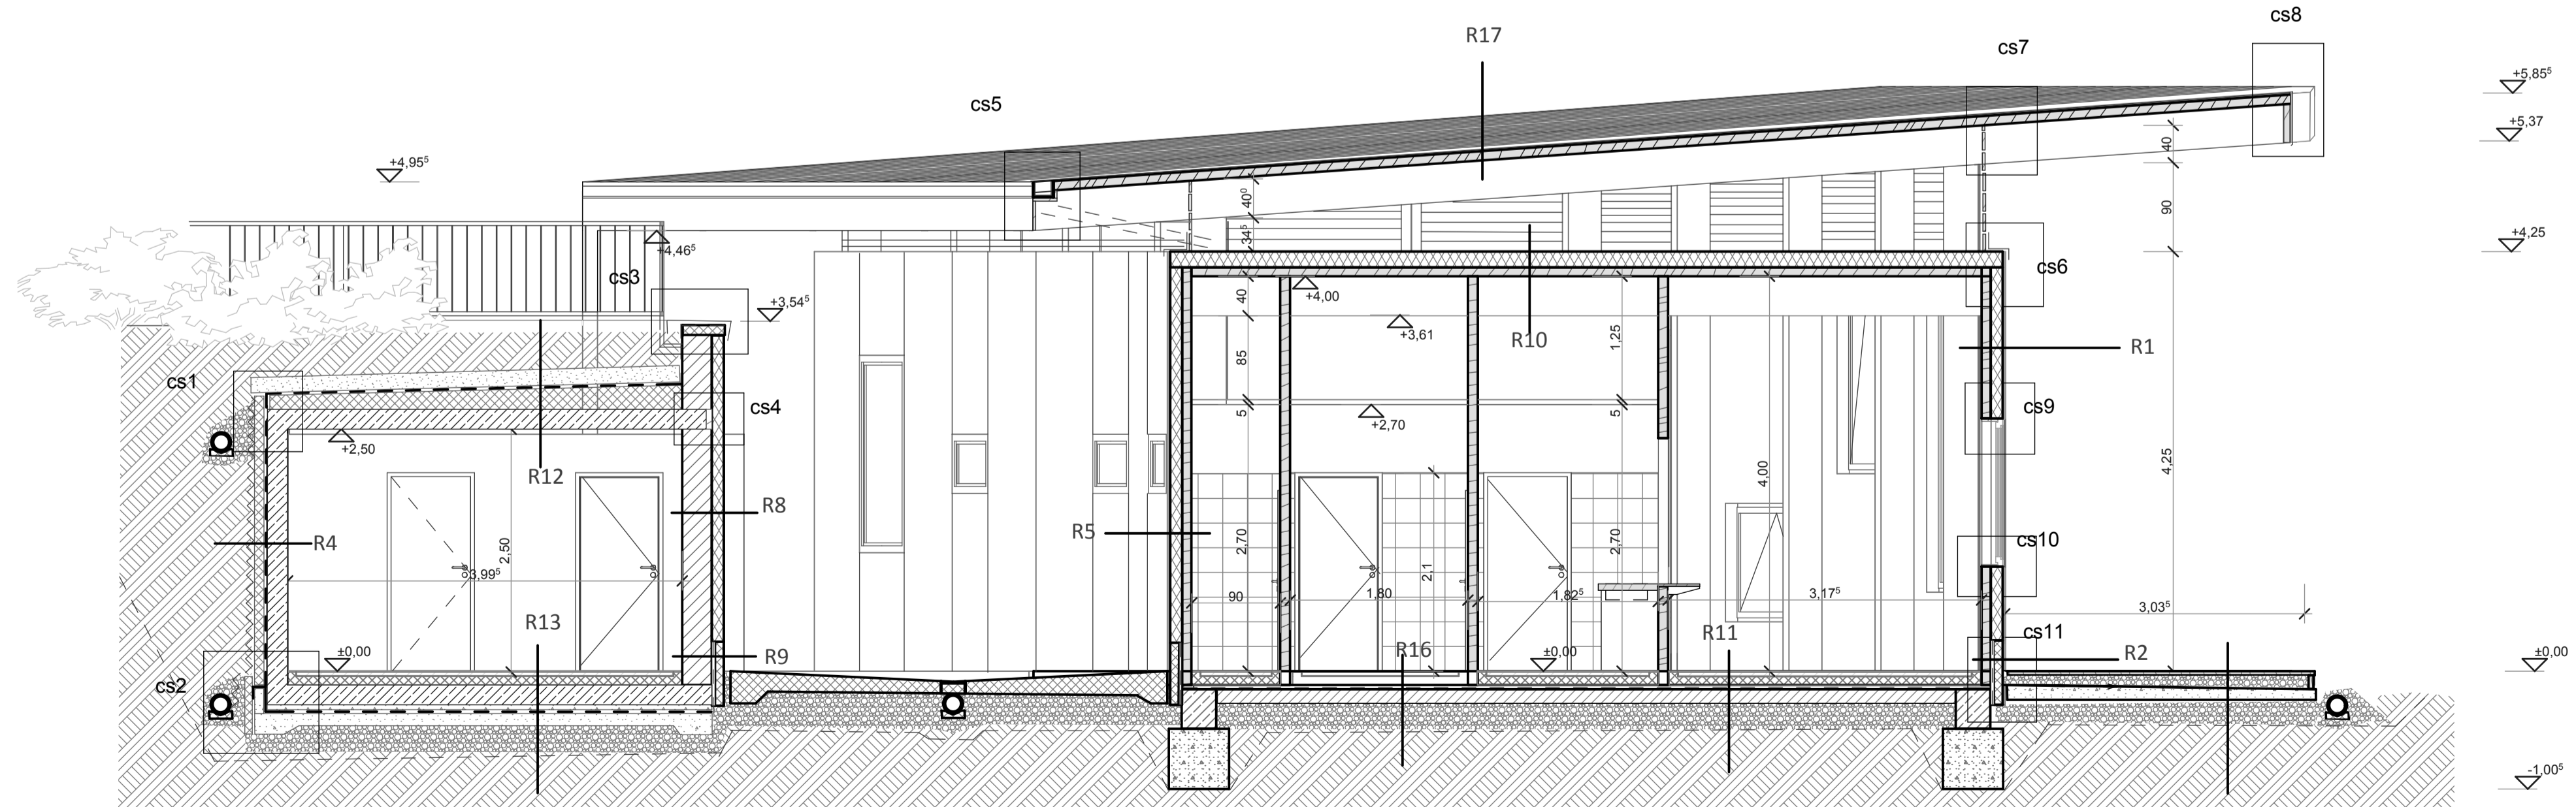 cs8
R17
cs7
+5,85⁵
cs5
+5,37
40
+4,95⁵
40⁰
90
34⁵
+4,46⁵
+4,25
cs3
cs6
+3,54⁵
40
+4,00
+3,61
1,25
R10
R1
85
cs1
cs4
5
5
cs9
+2,70
+2,50
4,00
4,25
R12
R8
R5
R4
2,50
2,70
2,70
cs10
3,99⁵
2,1
90
1,80
1,82⁵
3,17⁵
3,03⁵
R13
R11
cs11
±0,00
R9
R16
±0,00
R2
±0,00
cs2
-1,00⁵